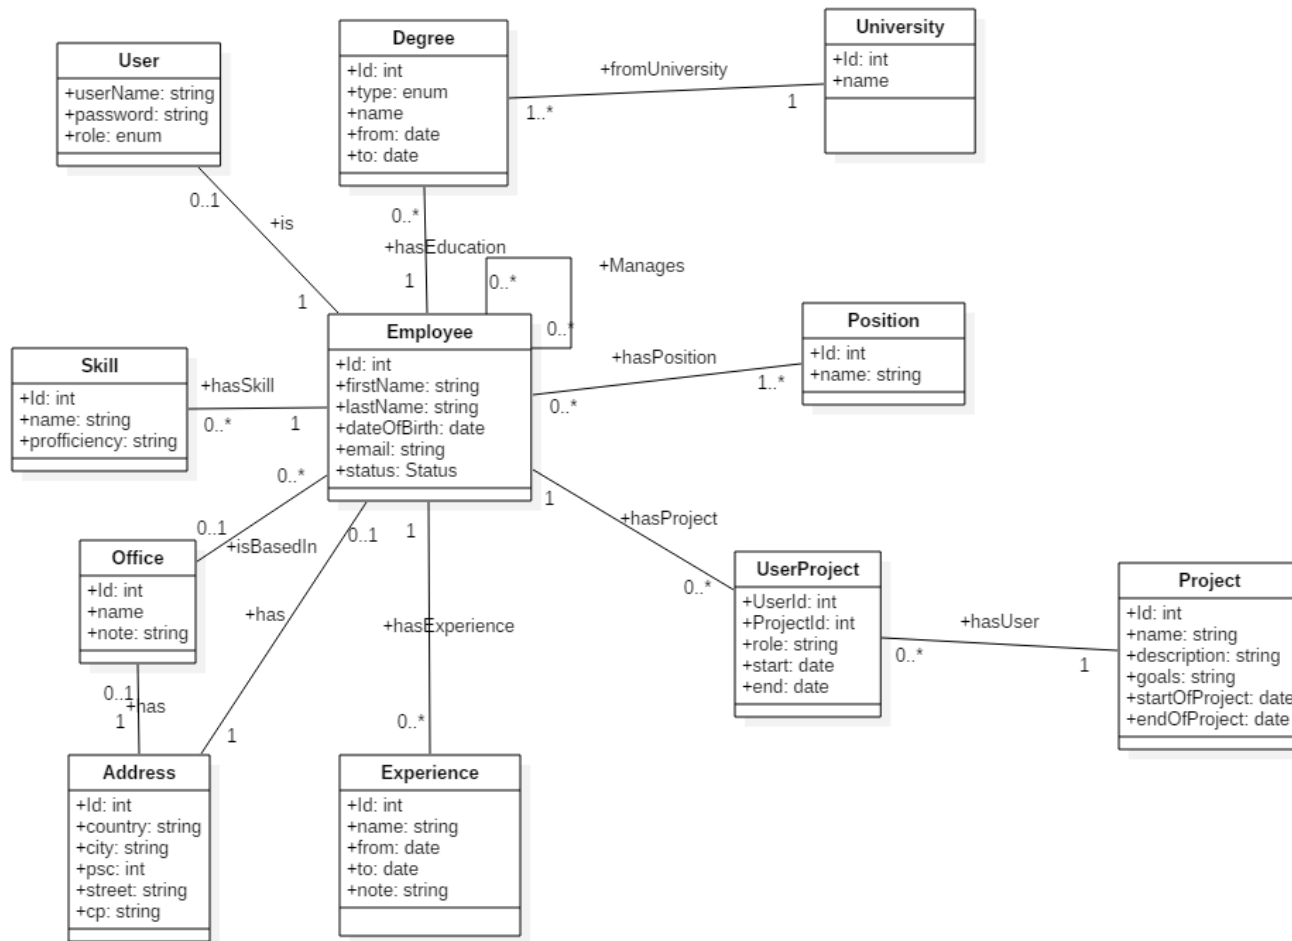 University
+Id: int
+name
Degree
+Id: int
+type: enum
+name
+from: date
+to: date
+fromUniversity
1..*
1
User
+userName: string
+password: string
+role: enum
0..1
+is
1
0..*
+hasEducation
1
+Manages
0..*
0..*
Employee
+Id: int
+firstName: string
+lastName: string
+dateOfBirth: date
+email: string
+status: Status
Position
+Id: int
+name: string
+hasPosition
0..*
1..*
Skill
+Id: int
+name: string
+profficiency: string
+hasSkill
0..*
1
0..*
0..1
+isBasedIn
Office
+Id: int
+name
+note: string
0..1
+has
1
0..1
+has
1
1
+hasExperience
0..*
1
+hasProject
0..*
UserProject
+UserId: int
+ProjectId: int
+role: string
+start: date
+end: date
+hasUser
0..*
1
Project
+Id: int
+name: string
+description: string
+goals: string
+startOfProject: date
+endOfProject: date
Address
+Id: int
+country: string
+city: string
+psc: int
+street: string
+cp: string
Experience
+Id: int
+name: string
+from: date
+to: date
+note: string